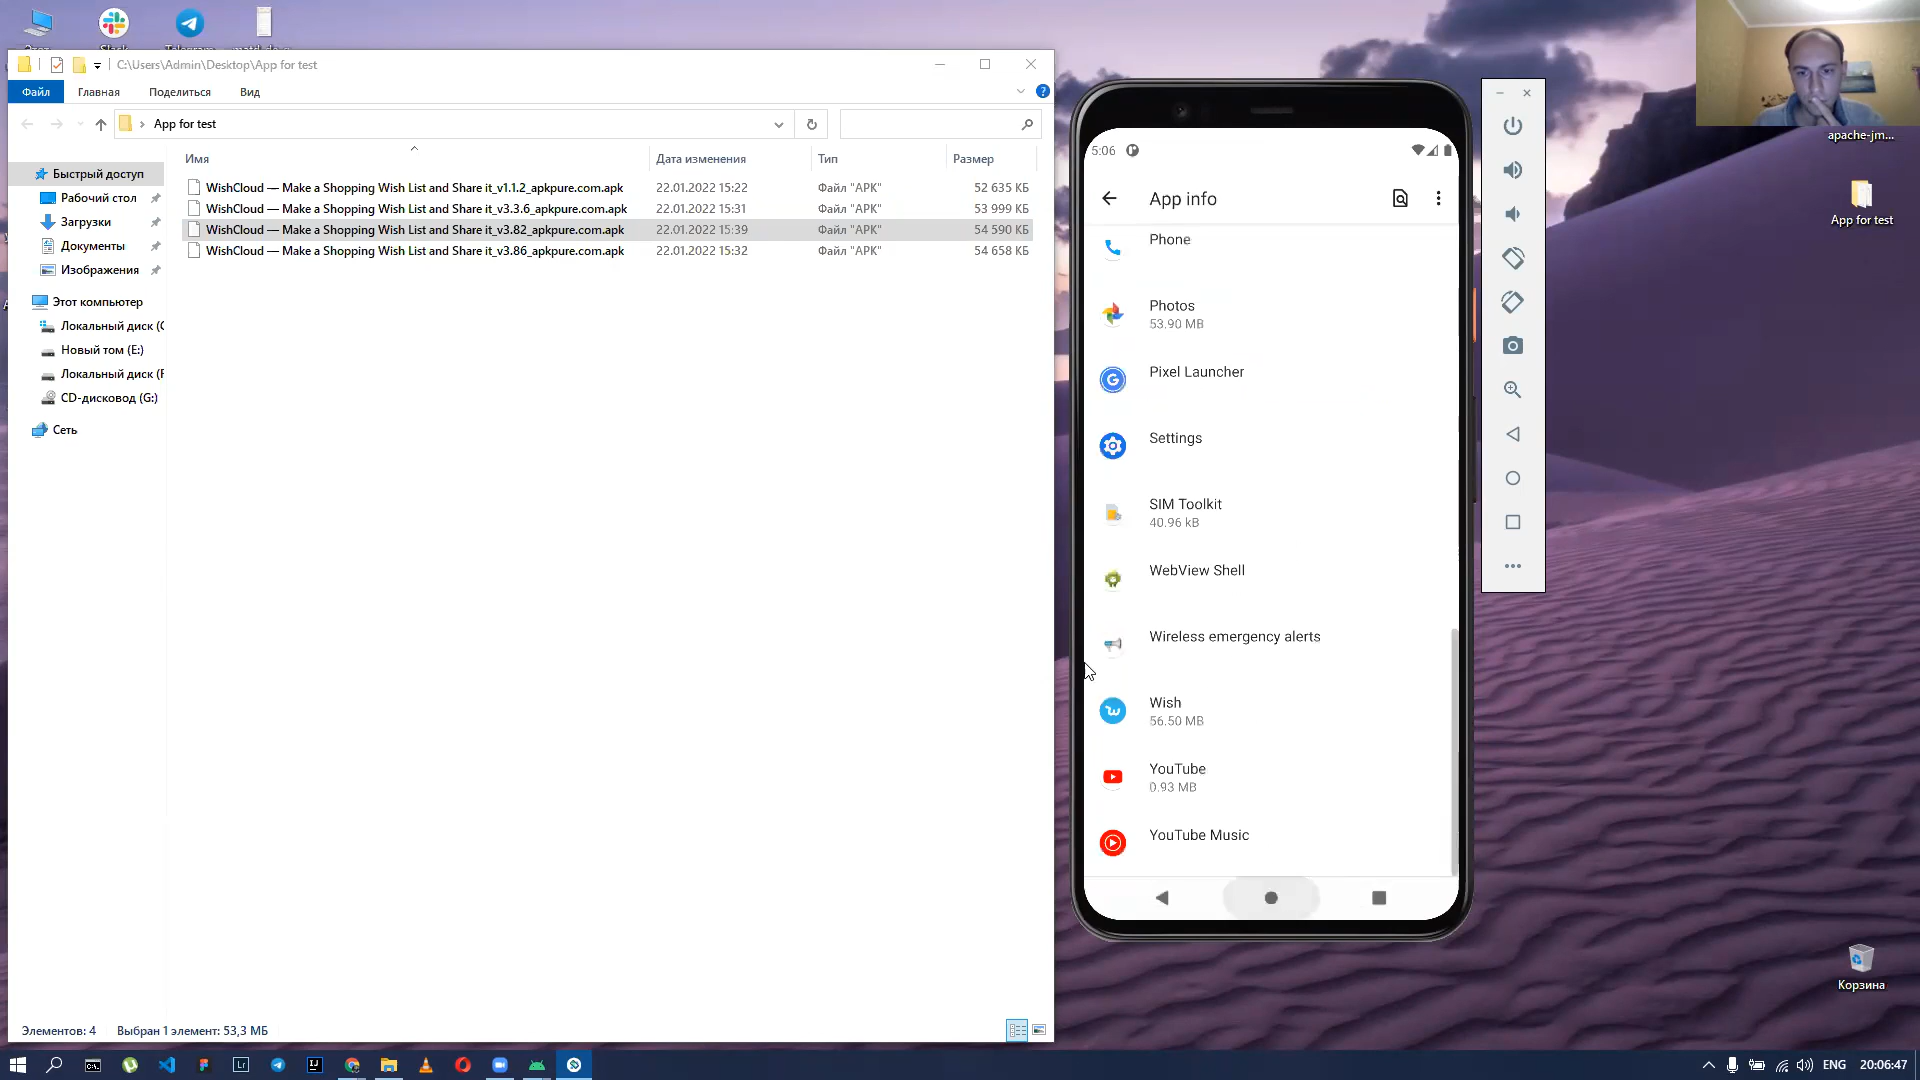 C:\Users\Admin\Desktop\App for test
Файл
Главная
Поделиться
Вид
App for test
Имя
Дата изменения
Тип
Размер
WishCloud — Make a Shopping Wish List and Share it_v1.1.2_apkpure.com.apk 22.01.2022 15:22 Файл "APK" 52 635 КБ
WishCloud — Make a Shopping Wish List and Share it_v3.3.6_apkpure.com.apk 22.01.2022 15:31 Файл "APK" 53 999 КБ
WishCloud — Make a Shopping Wish List and Share it_v3.82_apkpure.com.apk 22.01.2022 15:39 Файл "APK" 54 590 КБ
WishCloud — Make a Shopping Wish List and Share it_v3.86_apkpure.com.apk 22.01.2022 15:32 Файл "APK" 54 658 КБ
Быстрый доступ
Рабочий стол
Загрузки
Документы
Изображения
Этот компьютер
Локальный диск (
Новый том (E:)
Локальный диск (
CD-дисковод (G:)
Сеть
Элементов: 4
Выбран 1 элемент: 53,3 МБ
5:06
App info
Phone
Photos
53.90 MB
Pixel Launcher
Settings
SIM Toolkit
40.96 kB
WebView Shell
Wireless emergency alerts
Wish
56.50 MB
YouTube
0.93 MB
YouTube Music
apache-jm...
App for test
Корзина
Lr
ENG
20:06:47